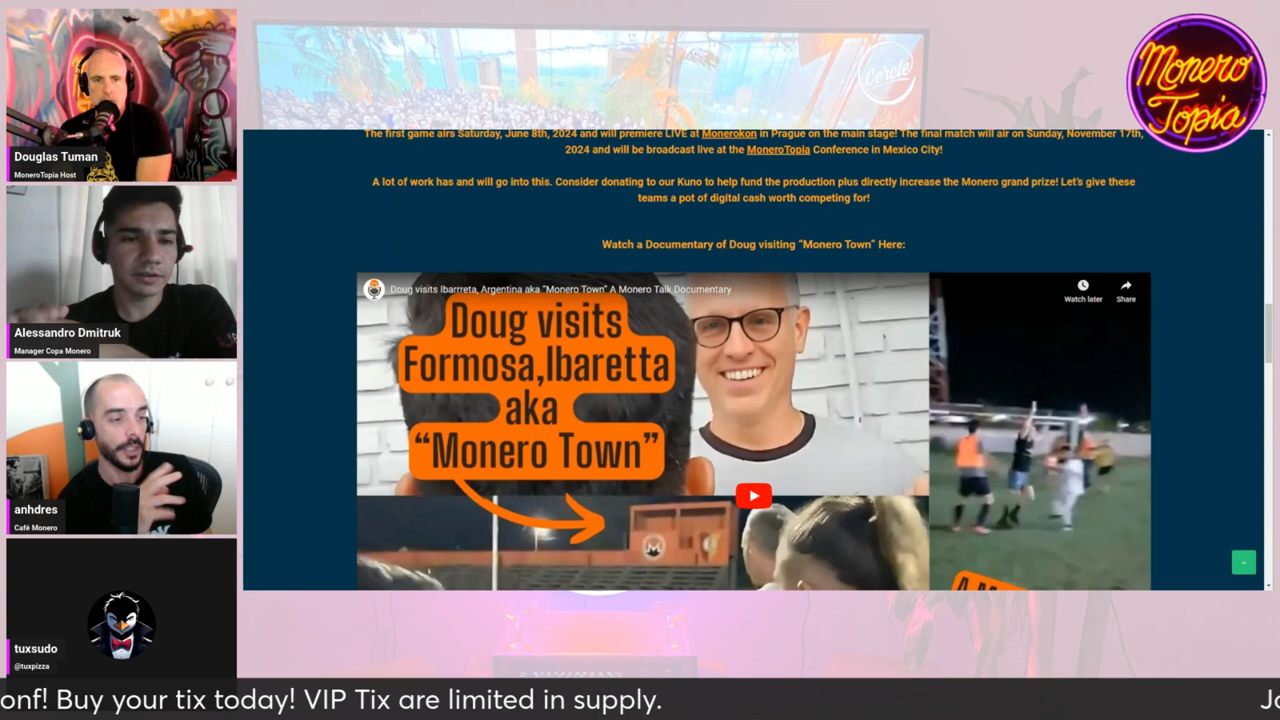 Douglas Tuman
MoneroTopia Host
Alessandro Dmitruk
Manager Copa Monero
anhdres
Café Monero
tuxsudo
@tuxpizza
Cercle
Monero
Topia
The first game airs Saturday, June 8th, 2024 and will premiere LIVE at Monerokon in Prague on the main stage! The final match will air on Sunday, November 17th,
2024 and will be broadcast live at the MoneroTopia Conference in Mexico City!
A lot of work has and will go into this. Consider donating to our Kuno to help fund the production plus directly increase the Monero grand prize! Let's give these
teams a pot of digital cash worth competing for!
Watch a Documentary of Doug visiting “Monero Town” Here:
Doug visits Ibarrreta, Argentina aka “Monero Town” A Monero Talk Documentary
Watch later
Share
Doug visits
Formosa,Ibaretta
aka
“Monero Town”
onf! Buy your tix today! VIP Tix are limited in supply.